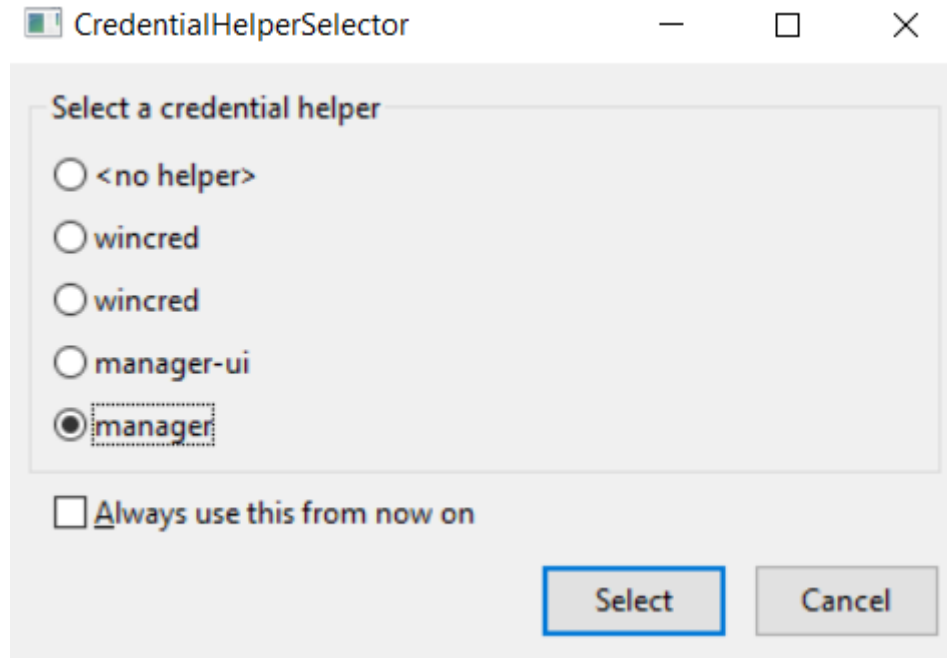 CredentialHelperSelector
Select a credential helper
<no helper>
wincred
wincred
manager-ui
manager
Always use this from now on
Select
Cancel